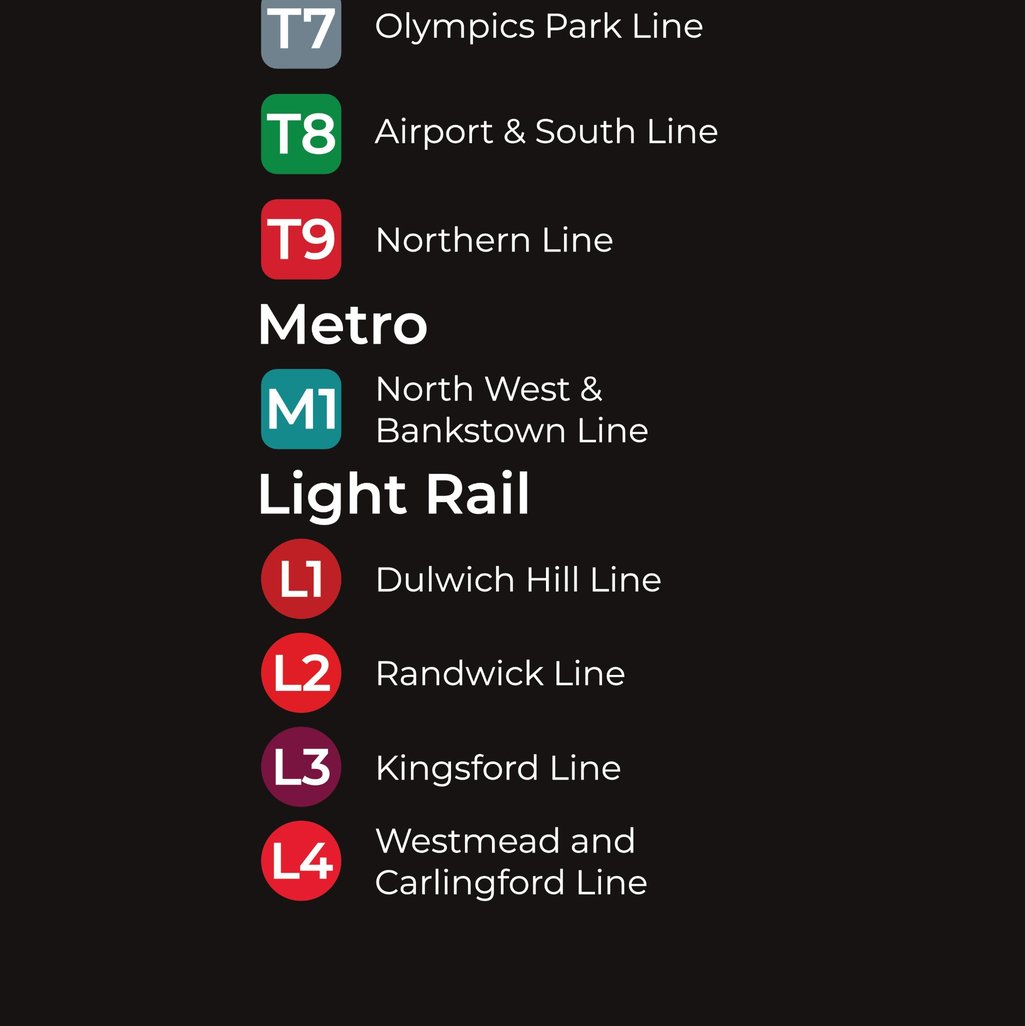 T7 Olympics Park Line
T8 Airport & South Line
T9 Northern Line
Metro
M1 North West &
Bankstown Line
Light Rail
L1 Dulwich Hill Line
L2 Randwick Line
L3 Kingsford Line
L4 Westmead and
Carlingford Line